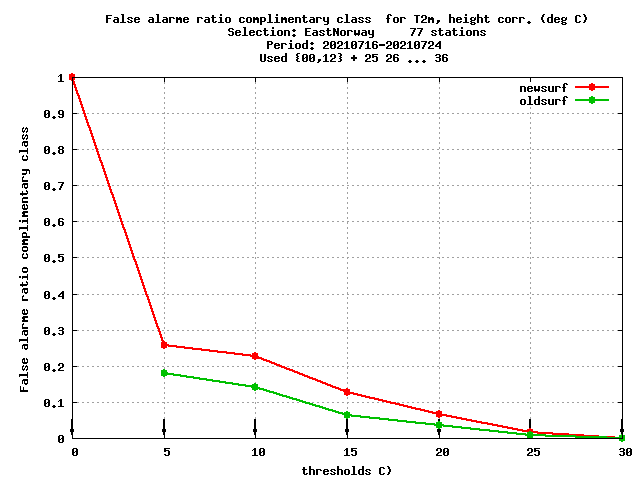 False alarme ratio complimentary class  for T2m, height corr. (deg C)
Selection: EastNorway     77 stations
Period: 20210716-20210724
Used {00,12} + 25 26 ... 36
newsurf
oldsurf
False alarme ratio complimentary class
1
0.9
0.8
0.7
0.6
0.5
0.4
0.3
0.2
0.1
0
0 5 10 15 20 25 30
thresholds C)